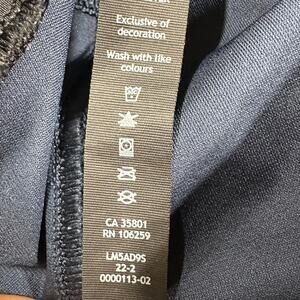 Exclusive of
decoration
Wash with like
colours
CA 35801
RN 106259
LM5AD9S
22-2
0000113-02